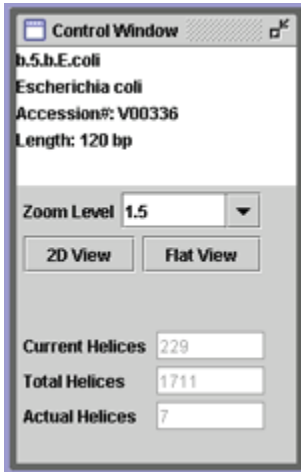 Control Window
b.5.b.E.coli
Escherichia coli
Accession#: V00336
Length: 120 bp
Zoom Level 1.5
2D View Flat View
Current Helices 229
Total Helices 1711
Actual Helices 7